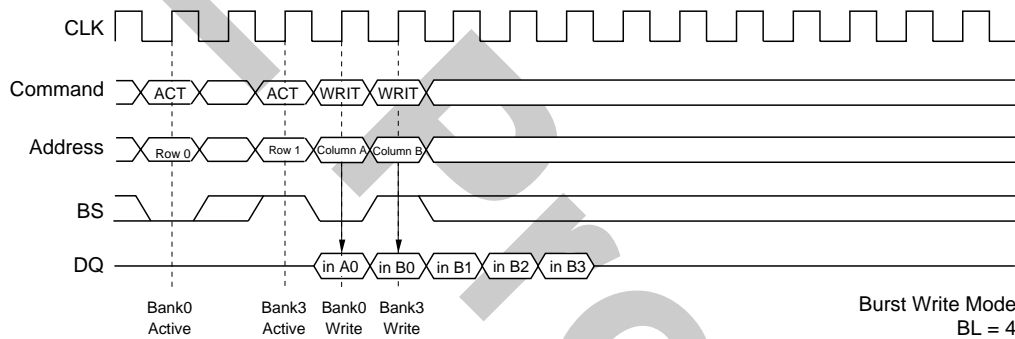 CLK
Command ACT ACT WRIT WRIT
Address Row 0 Row 1 Column A Column B
BS
DQ in A0 in B0 in B1 in B2 in B3
Bank0 Bank3 Bank0 Bank3
Active Active Write Write
Burst Write Mode
BL = 4